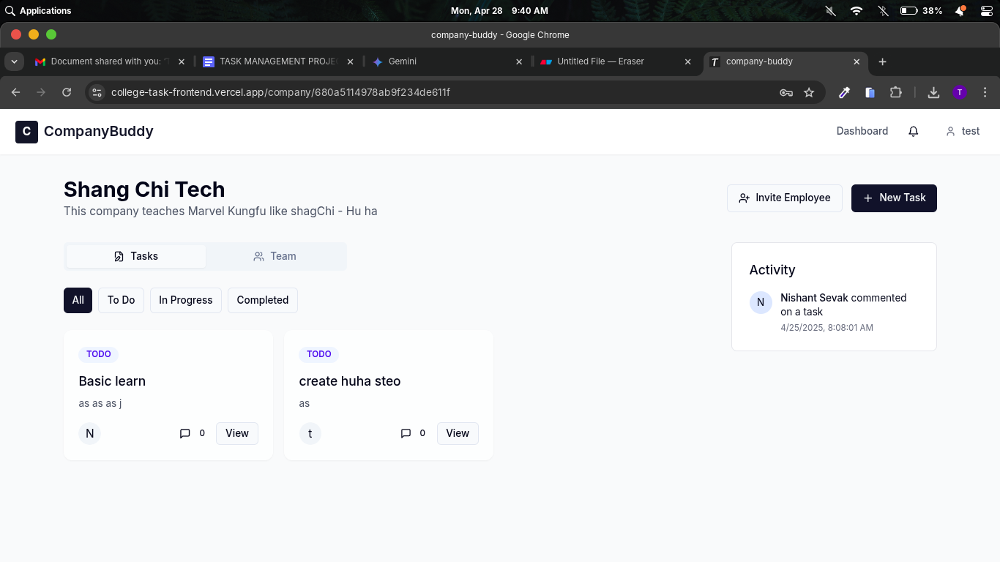 Applications
Mon, Apr 28 9:40 AM
38%
company-buddy - Google Chrome
Document shared with you: "
TASK MANAGEMENT PROJE
Gemini
Untitled File — Eraser
company-buddy
college-task-frontend.vercel.app/company/680a5114978ab9f234de611f
T
C CompanyBuddy
Dashboard
test
Shang Chi Tech
This company teaches Marvel Kungfu like shagChi - Hu ha
Invite Employee
New Task
Tasks
Team
All
To Do
In Progress
Completed
TODO
Basic learn
as as as j
N
0
View
TODO
create huha steo
as
t
0
View
Activity
N
Nishant Sevak commented
on a task
4/25/2025, 8:08:01 AM